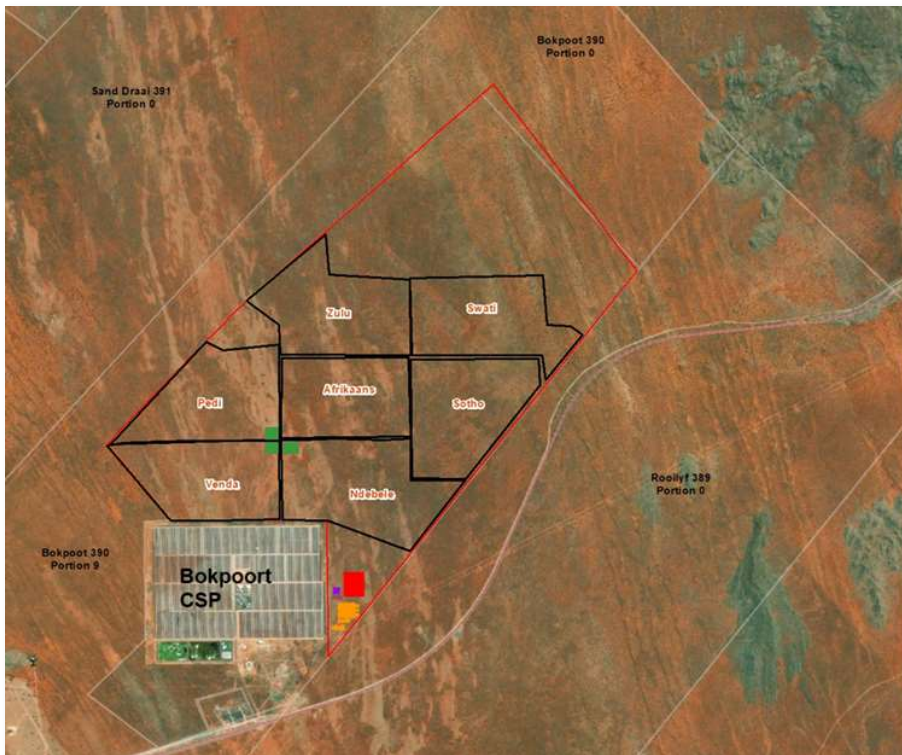 Bokpoot 390
Portion 0
Sand Draai 391
Portion 0
Zulu
Swati
Afrikaans
Pedi
Sotho
Venda
Ndebele
Rooilyf 389
Portion 0
Bokpoot 390
Portion 9
Bokpoort
CSP